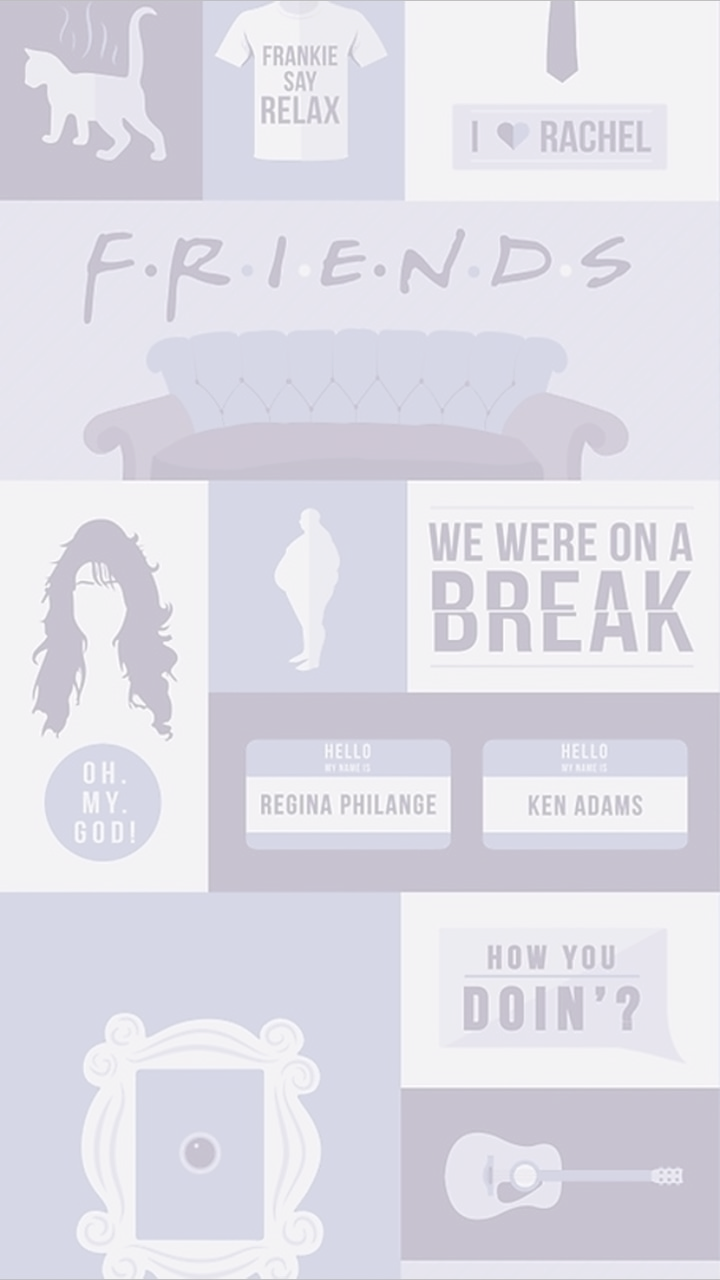 FRANKIE
SAY
RELAX
I ♥ RACHEL
F·R·I·E·N·D·S
WE WERE ON A
BREAK
OH.
MY.
GOD!
HELLO
MY NAME IS
REGINA PHILANGE
HELLO
MY NAME IS
KEN ADAMS
HOW YOU
DOIN'?